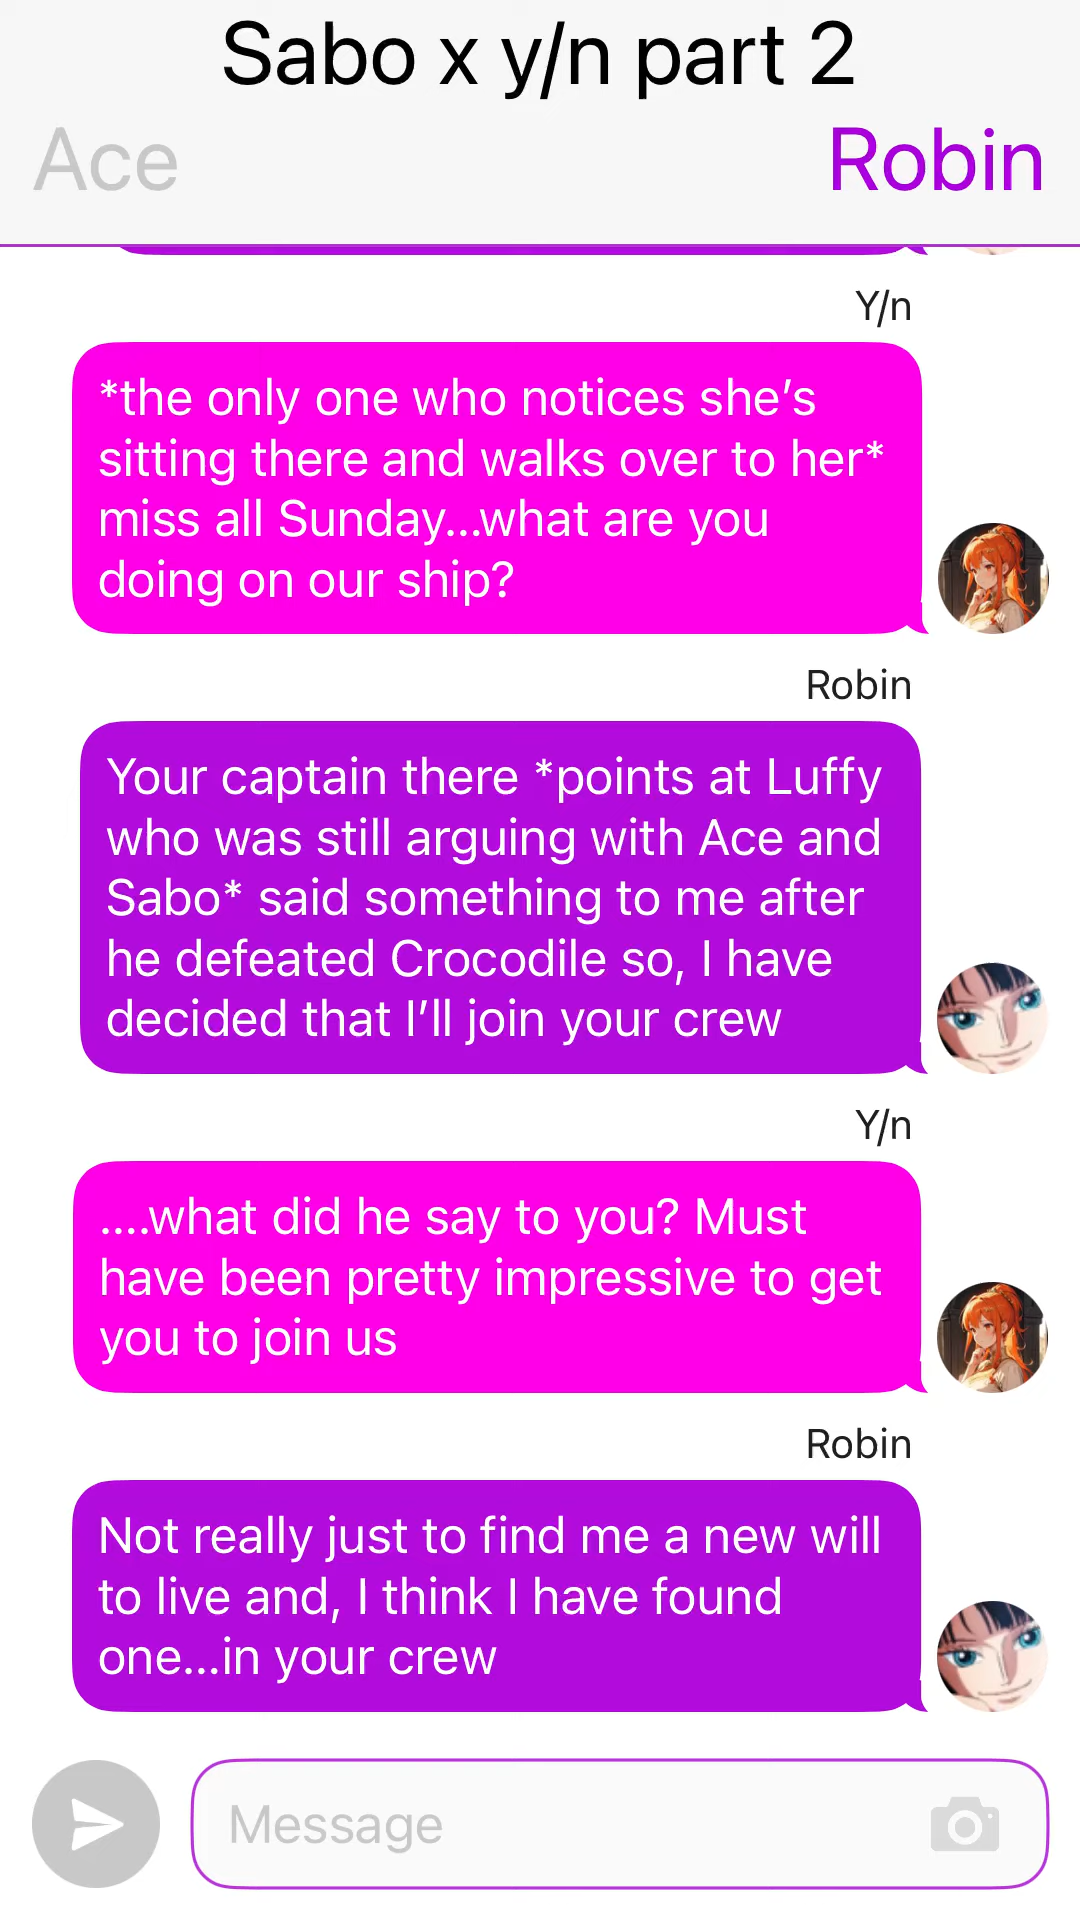 Sabo x y/n part 2
Ace
Robin
Y/n
*the only one who notices she’s
sitting there and walks over to her*
miss all Sunday...what are you
doing on our ship?
Robin
Your captain there *points at Luffy
who was still arguing with Ace and
Sabo* said something to me after
he defeated Crocodile so, I have
decided that I’ll join your crew
Y/n
....what did he say to you? Must
have been pretty impressive to get
you to join us
Robin
Not really just to find me a new will
to live and, I think I have found
one...in your crew
Message